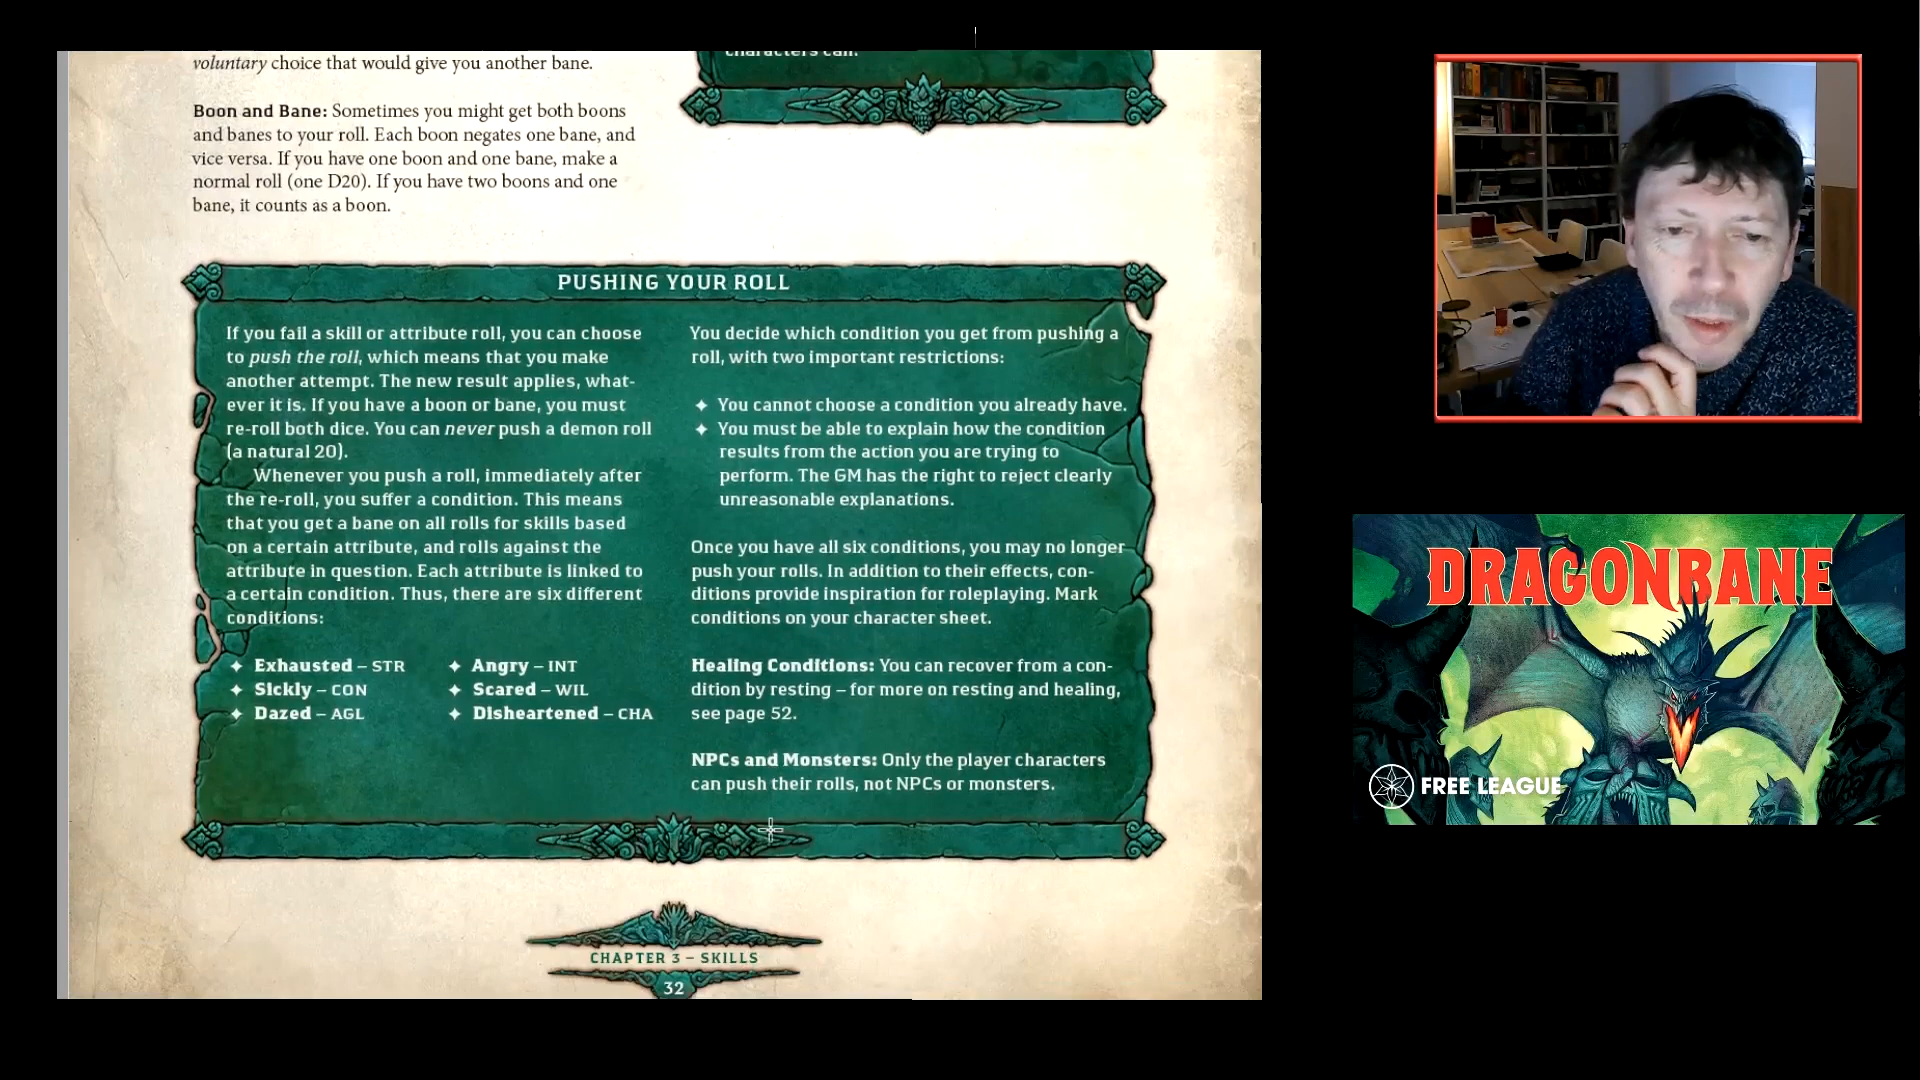 voluntary choice that would give you another bane.
Boon and Bane: Sometimes you might get both boons
and banes to your roll. Each boon negates one bane, and
vice versa. If you have one boon and one bane, make a
normal roll (one D20). If you have two boons and one
bane, it counts as a boon.
characters can.
PUSHING YOUR ROLL
If you fail a skill or attribute roll, you can choose
to push the roll, which means that you make
another attempt. The new result applies, what-
ever it is. If you have a boon or bane, you must
re-roll both dice. You can never push a demon roll
(a natural 20).
Whenever you push a roll, immediately after
the re-roll, you suffer a condition. This means
that you get a bane on all rolls for skills based
on a certain attribute, and rolls against the
attribute in question. Each attribute is linked to
a certain condition. Thus, there are six different
conditions:
✦ Exhausted – STR
✦ Sickly – CON
✦ Dazed – AGL
✦ Angry – INT
✦ Scared – WIL
✦ Disheartened – CHA
You decide which condition you get from pushing a
roll, with two important restrictions:
✦ You cannot choose a condition you already have.
✦ You must be able to explain how the condition
results from the action you are trying to
perform. The GM has the right to reject clearly
unreasonable explanations.
Once you have all six conditions, you may no longer
push your rolls. In addition to their effects, con-
ditions provide inspiration for roleplaying. Mark
conditions on your character sheet.
Healing Conditions: You can recover from a con-
dition by resting – for more on resting and healing,
see page 52.
NPCs and Monsters: Only the player characters
can push their rolls, not NPCs or monsters.
CHAPTER 3 – SKILLS
32
DRAGONBANE
FREE LEAGUE